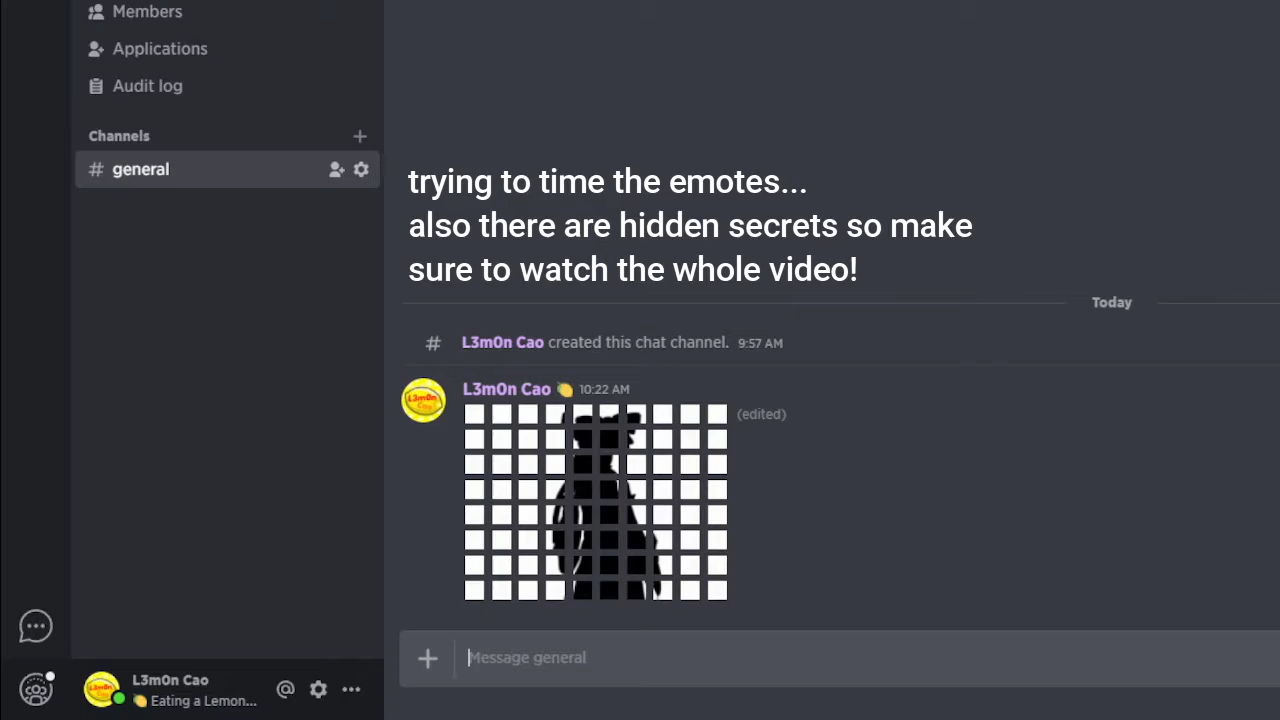 Members
Applications
Audit log
Channels
general
trying to time the emotes...
also there are hidden secrets so make
sure to watch the whole video!
Today
L3m0n Cao created this chat channel. 9:57 AM
L3m0n Cao 🍋 10:22 AM
L3m0n
Cao
(edited)
Message general
L3m0n Cao
🍋 Eating a Lemon...